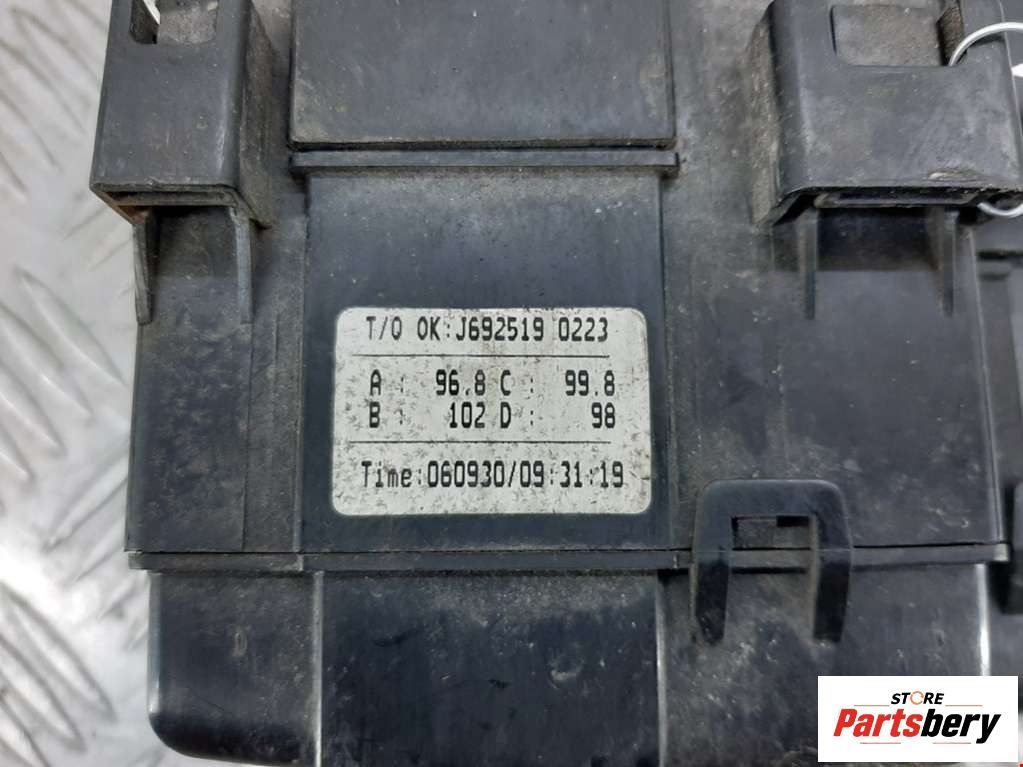 T/O OK:J692519 0223
A : 96.8 C : 99.8
B : 102 D : 98
Time:060930/09:31:19
STORE
Partsbery